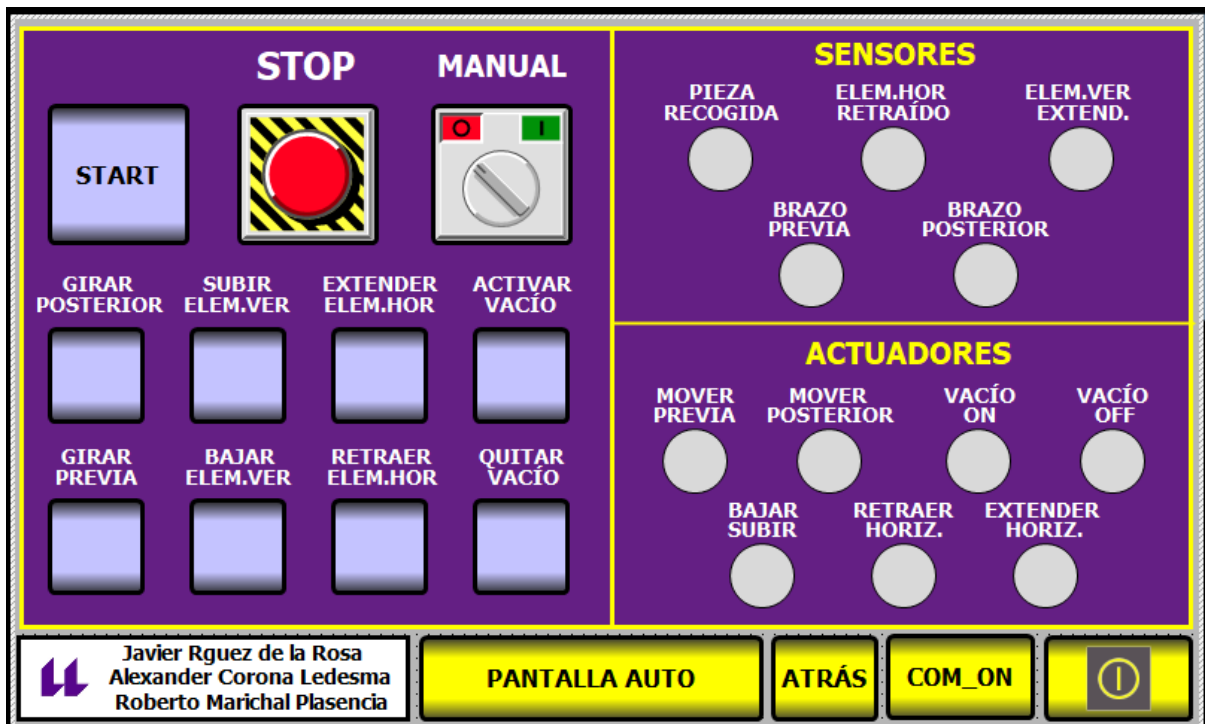 STOP
MANUAL
START
O
I
GIRAR
POSTERIOR
SUBIR
ELEM.VER
EXTENDER
ELEM.HOR
ACTIVAR
VACÍO
GIRAR
PREVIA
BAJAR
ELEM.VER
RETRAER
ELEM.HOR
QUITAR
VACÍO
SENSORES
PIEZA
RECOGIDA
ELEM.HOR
RETRAÍDO
ELEM.VER
EXTEND.
BRAZO
PREVIA
BRAZO
POSTERIOR
ACTUADORES
MOVER
PREVIA
MOVER
POSTERIOR
VACÍO
ON
VACÍO
OFF
BAJAR
SUBIR
RETRAER
HORIZ.
EXTENDER
HORIZ.
Javier Rguez de la Rosa
Alexander Corona Ledesma
Roberto Marichal Plasencia
PANTALLA AUTO
ATRÁS
COM_ON